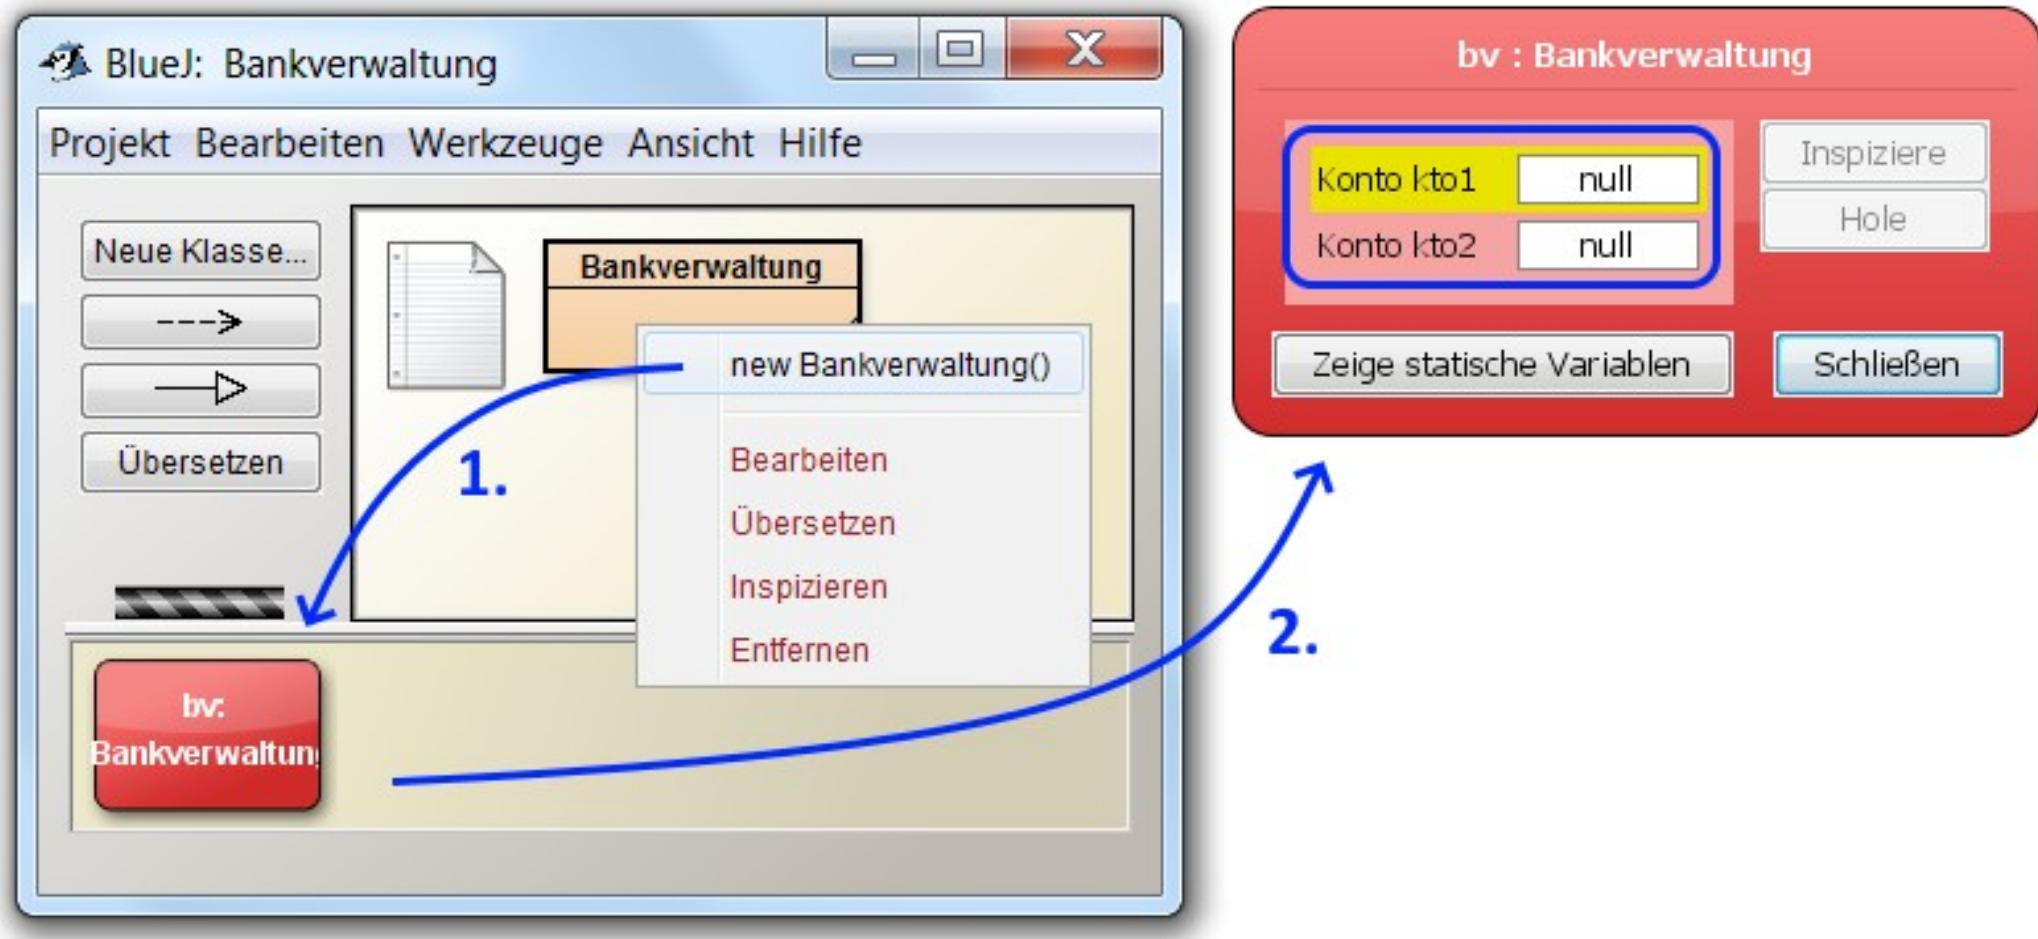 BlueJ: Bankverwaltung
Projekt Bearbeiten Werkzeuge Ansicht Hilfe
Neue Klasse...
Übersetzen
Bankverwaltung
new Bankverwaltung()
Bearbeiten
Übersetzen
Inspizieren
Entfernen
1.
bv:
Bankverwaltung
2.
bv : Bankverwaltung
Konto kto1 null
Konto kto2 null
Inspiziere
Hole
Zeige statische Variablen
Schließen